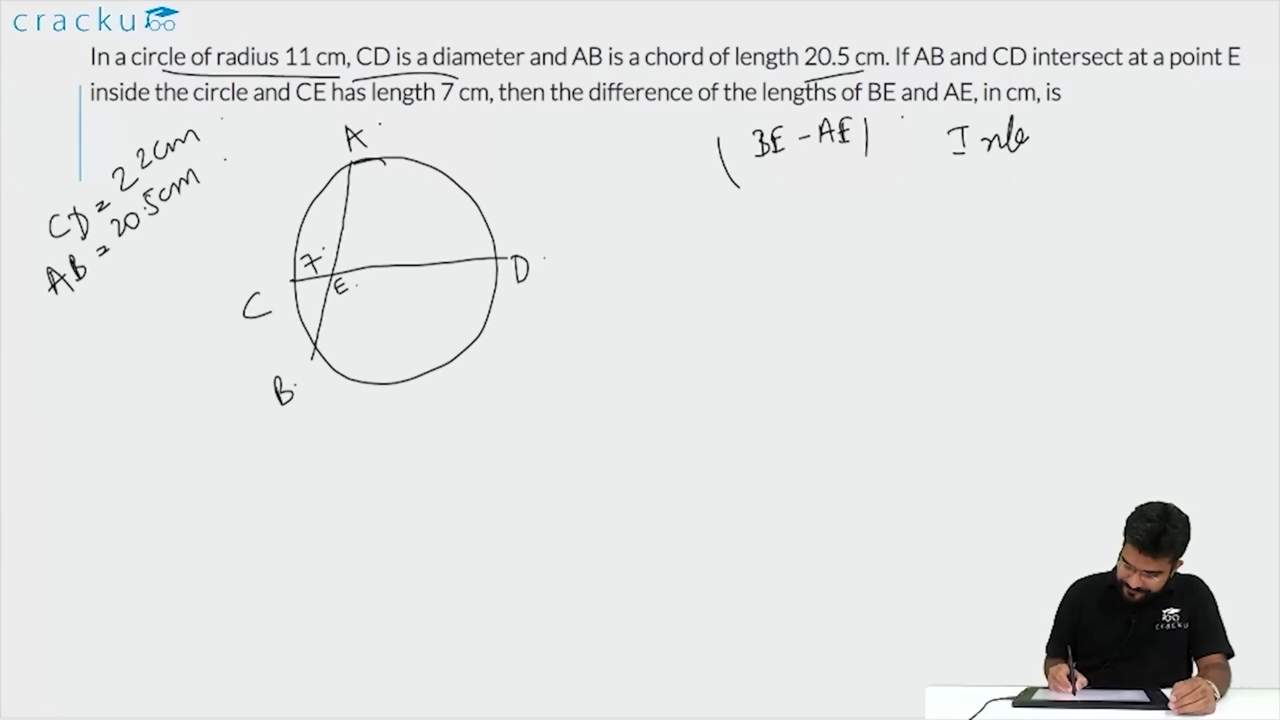 cracku
In a circle of radius 11 cm, CD is a diameter and AB is a chord of length 20.5 cm. If AB and CD intersect at a point E
inside the circle and CE has length 7 cm, then the difference of the lengths of BE and AE, in cm, is
|BE - AE|
CD = 22cm
AB = 20.5cm
A
7
E
D
C
B
cracku